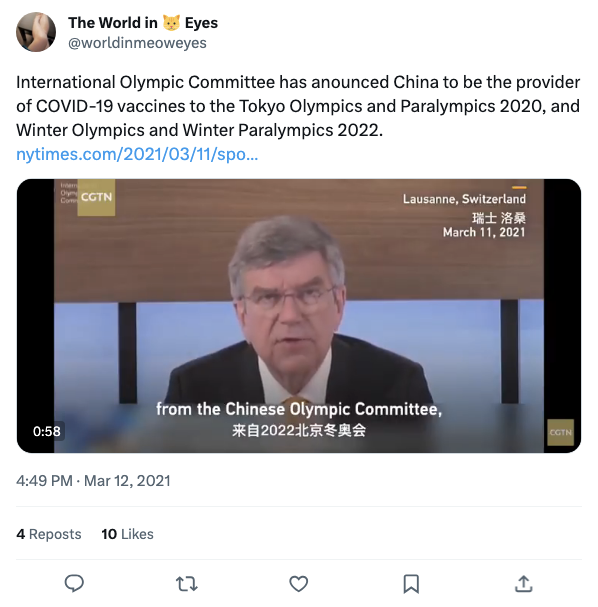 The World in 🐱 Eyes
@worldinmeoweyes
International Olympic Committee has anounced China to be the provider
of COVID-19 vaccines to the Tokyo Olympics and Paralympics 2020, and
Winter Olympics and Winter Paralympics 2022.
nytimes.com/2021/03/11/spo...
CGTN
Lausanne, Switzerland
瑞士 洛桑
March 11, 2021
from the Chinese Olympic Committee,
来自2022北京冬奥会
0:58
CGTN
4:49 PM · Mar 12, 2021
4 Reposts 10 Likes